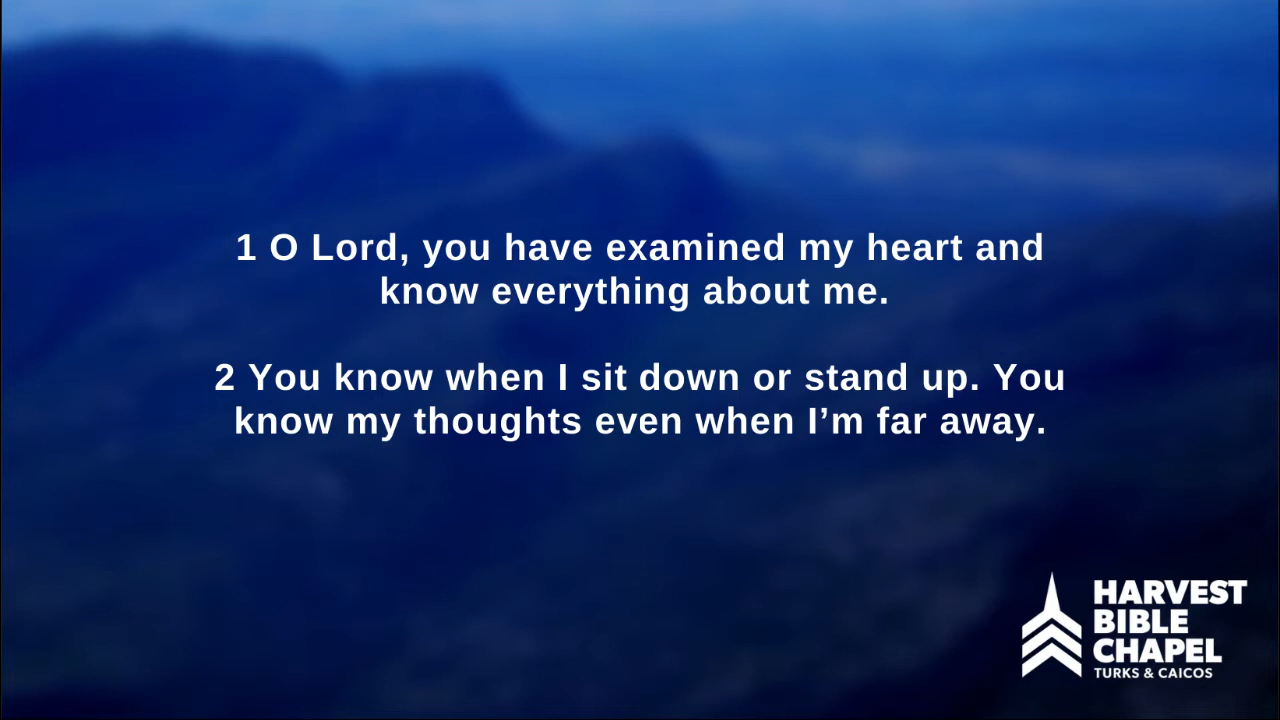 1 O Lord, you have examined my heart and
know everything about me.
2 You know when I sit down or stand up. You
know my thoughts even when I’m far away.
HARVEST
BIBLE
CHAPEL
TURKS & CAICOS